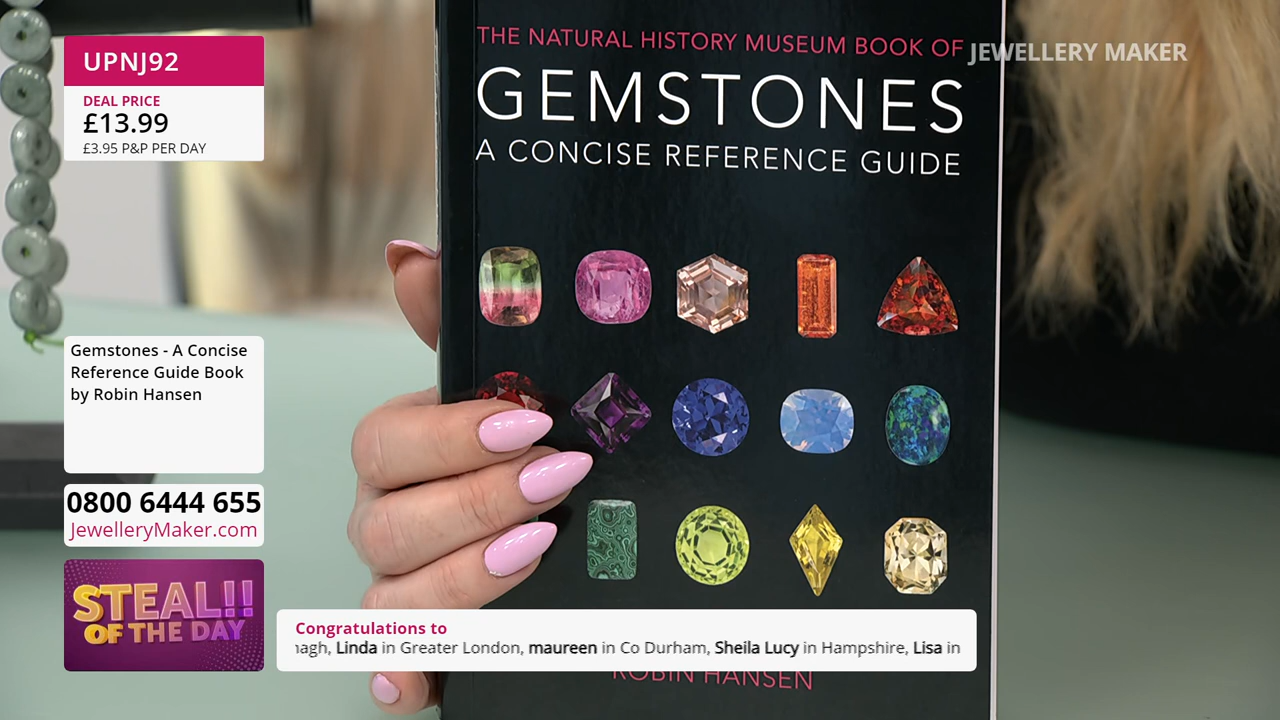 UPNJ92
DEAL PRICE
£13.99
£3.95 P&P PER DAY
THE NATURAL HISTORY MUSEUM BOOK OF
GEMSTONES
A CONCISE REFERENCE GUIDE
JEWELLERY MAKER
Gemstones - A Concise
Reference Guide Book
by Robin Hansen
0800 6444 655
JewelleryMaker.com
STEAL!!
OF THE DAY
Congratulations to
Linda in Greater London, maureen in Co Durham, Sheila Lucy in Hampshire, Lisa in
ROBIN HANSEN